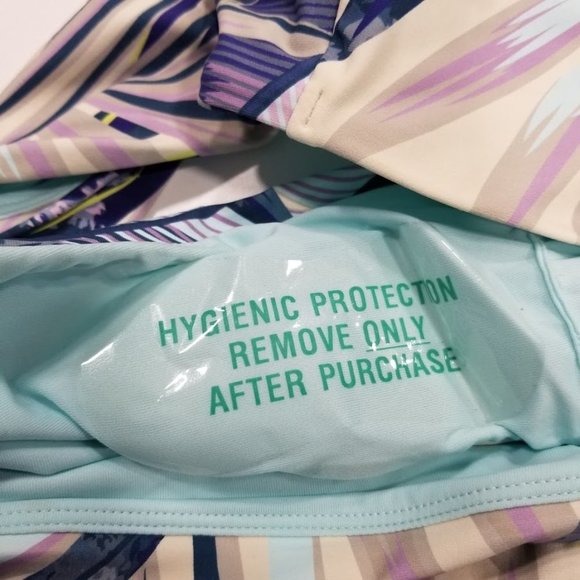 HYGIENIC PROTECTION
REMOVE ONLY
AFTER PURCHASE